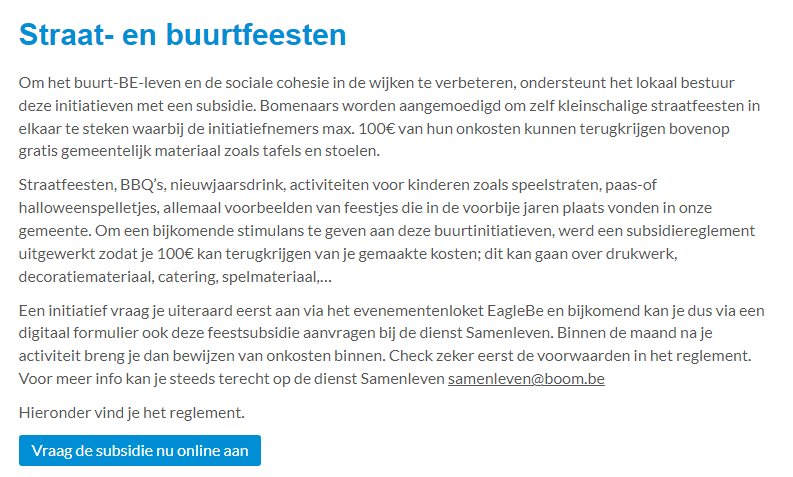 Straat- en buurtfeesten
Om het buurt-BE-leven en de sociale cohesie in de wijken te verbeteren, ondersteunt het lokaal bestuur
deze initiatieven met een subsidie. Bomenaars worden aangemoedigd om zelf kleinschalige straatfeesten in
elkaar te steken waarbij de initiatiefnemers max. 100€ van hun onkosten kunnen terugkrijgen bovenop
gratis gemeentelijk materiaal zoals tafels en stoelen.
Straatfeesten, BBQ’s, nieuwjaarsdrink, activiteiten voor kinderen zoals speelstraten, paas-of
halloweenspelletjes, allemaal voorbeelden van feestjes die in de voorbije jaren plaats vonden in onze
gemeente. Om een bijkomende stimulans te geven aan deze buurtinitiatieven, werd een subsidiereglement
uitgewerkt zodat je 100€ kan terugkrijgen van je gemaakte kosten; dit kan gaan over drukwerk,
decoratiemateriaal, catering, spelmateriaal,…
Een initiatief vraag je uiteraard eerst aan via het evenementenloket EagleBe en bijkomend kan je dus via een
digitaal formulier ook deze feestsubsidie aanvragen bij de dienst Samenleven. Binnen de maand na je
activiteit breng je dan bewijzen van onkosten binnen. Check zeker eerst de voorwaarden in het reglement.
Voor meer info kan je steeds terecht op de dienst Samenleven samenleven@boom.be
Hieronder vind je het reglement.
Vraag de subsidie nu online aan